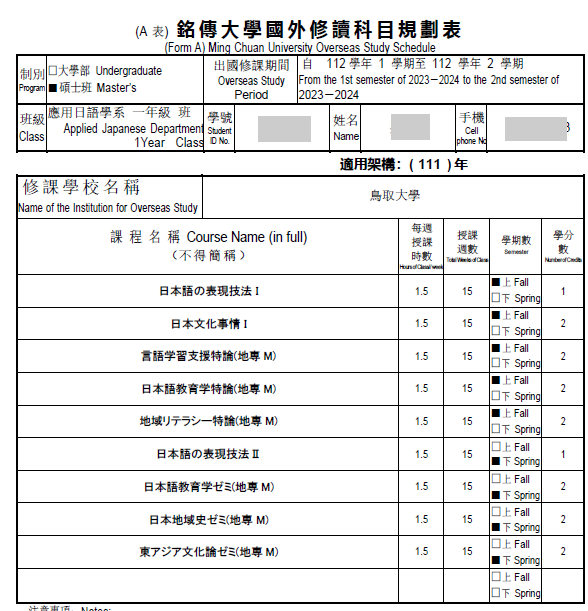 (A 表) 銘傳大學國外修讀科目規劃表
(Form A) Ming Chuan University Overseas Study Schedule
制別
Program
□大學部 Undergraduate
■碩士班 Master's
出國修課期間
Overseas Study
Period
自 112 學年 1 學期至 112 學年 2 學期
From the 1st semester of 2023－2024 to the 2nd semester of
2023－2024
班級
Class
應用日語學系 一年級 班
Applied Japanese Department
1Year Class
學號
Student
ID No.
姓名
Name
手機
Cell
phone No
3
適用架構：( 111 ) 年
修課學校名稱
Name of the Institution for Overseas Study
鳥取大學
課 程 名 稱 Course Name (in full)
（不得簡稱）
每週
授課
時數
Hours of Class/week
授課
週數
Total Weeks of Class
學期數
Semester
學分
數
Number of Credits
日本語の表現技法 I 1.5 15 ■上 Fall □下 Spring 1
日本文化事情 I 1.5 15 ■上 Fall □下 Spring 2
言語学習支援特論(地専 M) 1.5 15 ■上 Fall □下 Spring 2
日本語教育学特論(地専 M) 1.5 15 ■上 Fall □下 Spring 2
地域リテラシー特論(地専 M) 1.5 15 ■上 Fall □下 Spring 2
日本語の表現技法 II 1.5 15 □上 Fall ■下 Spring 1
日本語教育学ゼミ(地専 M) 1.5 15 □上 Fall ■下 Spring 2
日本地域史ゼミ(地専 M) 1.5 15 □上 Fall ■下 Spring 2
東アジア文化論ゼミ(地専 M) 1.5 15 □上 Fall ■下 Spring 2
□上 Fall □下 Spring
注意事項 Notes: